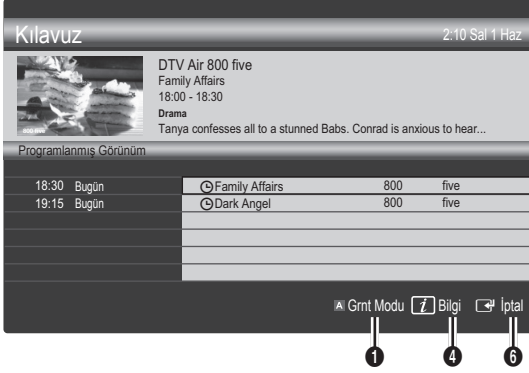 Kılavuz 2:10 Sal 1 Haz
DTV Air 800 five
Family Affairs
18:00 - 18:30
Drama
Tanya confesses all to a stunned Babs. Conrad is anxious to hear...
Programlanmış Görünüm
18:30 Bugün Family Affairs 800 five
19:15 Bugün Dark Angel 800 five
A Grnt Modu i Bilgi İptal
1 4 6